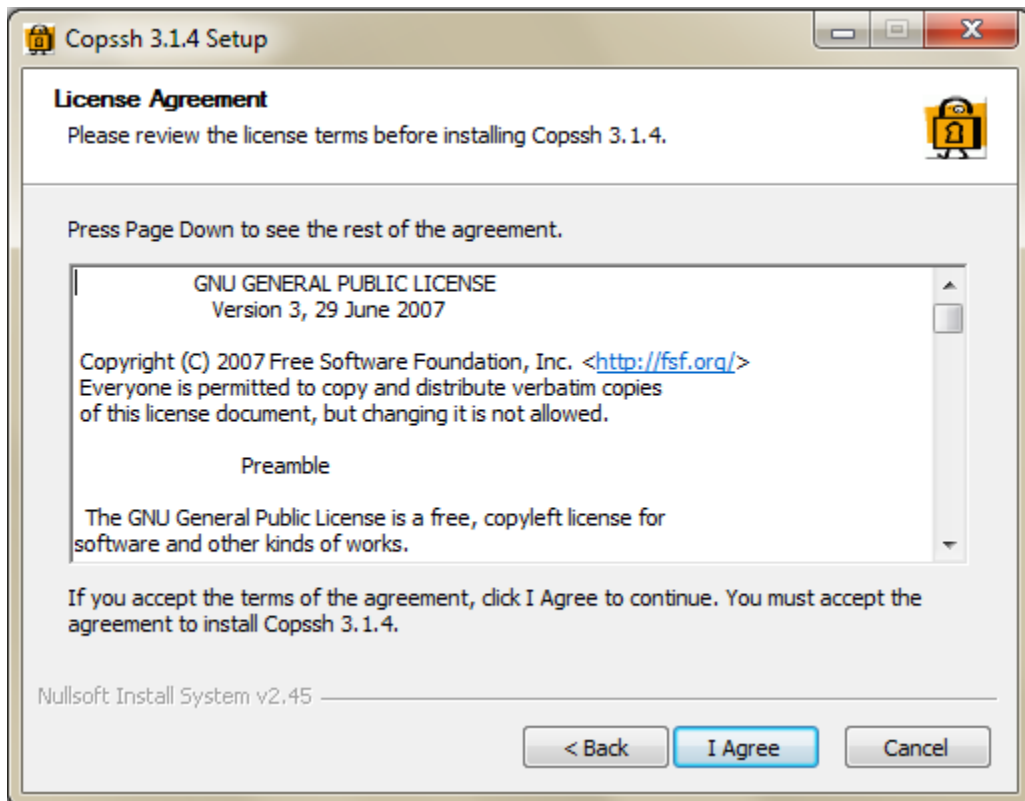 Copssh 3.1.4 Setup
License Agreement
Please review the license terms before installing Copssh 3.1.4.
Press Page Down to see the rest of the agreement.
GNU GENERAL PUBLIC LICENSE
Version 3, 29 June 2007
Copyright (C) 2007 Free Software Foundation, Inc. <http://fsf.org/>
Everyone is permitted to copy and distribute verbatim copies
of this license document, but changing it is not allowed.
Preamble
The GNU General Public License is a free, copyleft license for
software and other kinds of works.
If you accept the terms of the agreement, click I Agree to continue. You must accept the
agreement to install Copssh 3.1.4.
Nullsoft Install System v2.45
< Back I Agree Cancel